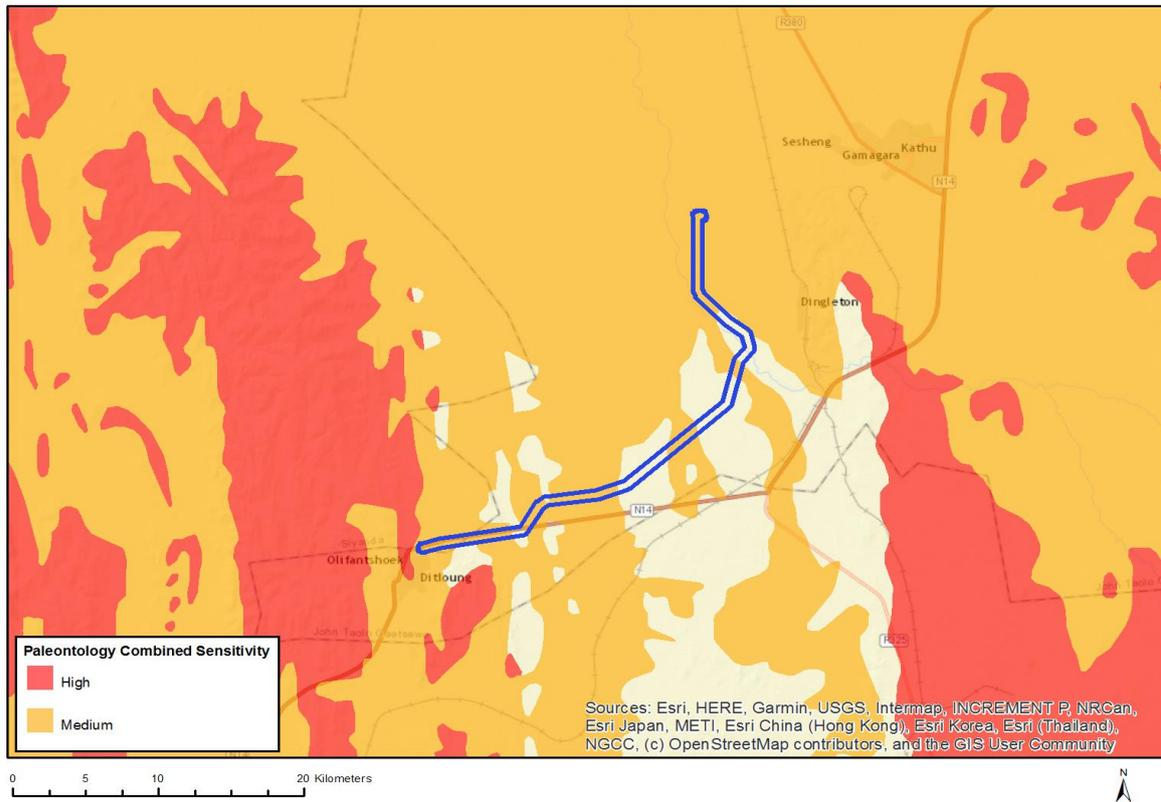 R380
Sesheng
Gamagara
Kathu
N14
Dingleton
N14
Siyanda
Olifantshoek
Ditloung
John Taolo Gaetsewe
R325
Paleontology Combined Sensitivity
High
Medium
N14
Sources: Esri, HERE, Garmin, USGS, Intermap, INCREMENT P, NRCan,
Esri Japan, METI, Esri China (Hong Kong), Esri Korea, Esri (Thailand),
NGCC, (c) OpenStreetMap contributors, and the GIS User Community
0 5 10 20 Kilometers
N